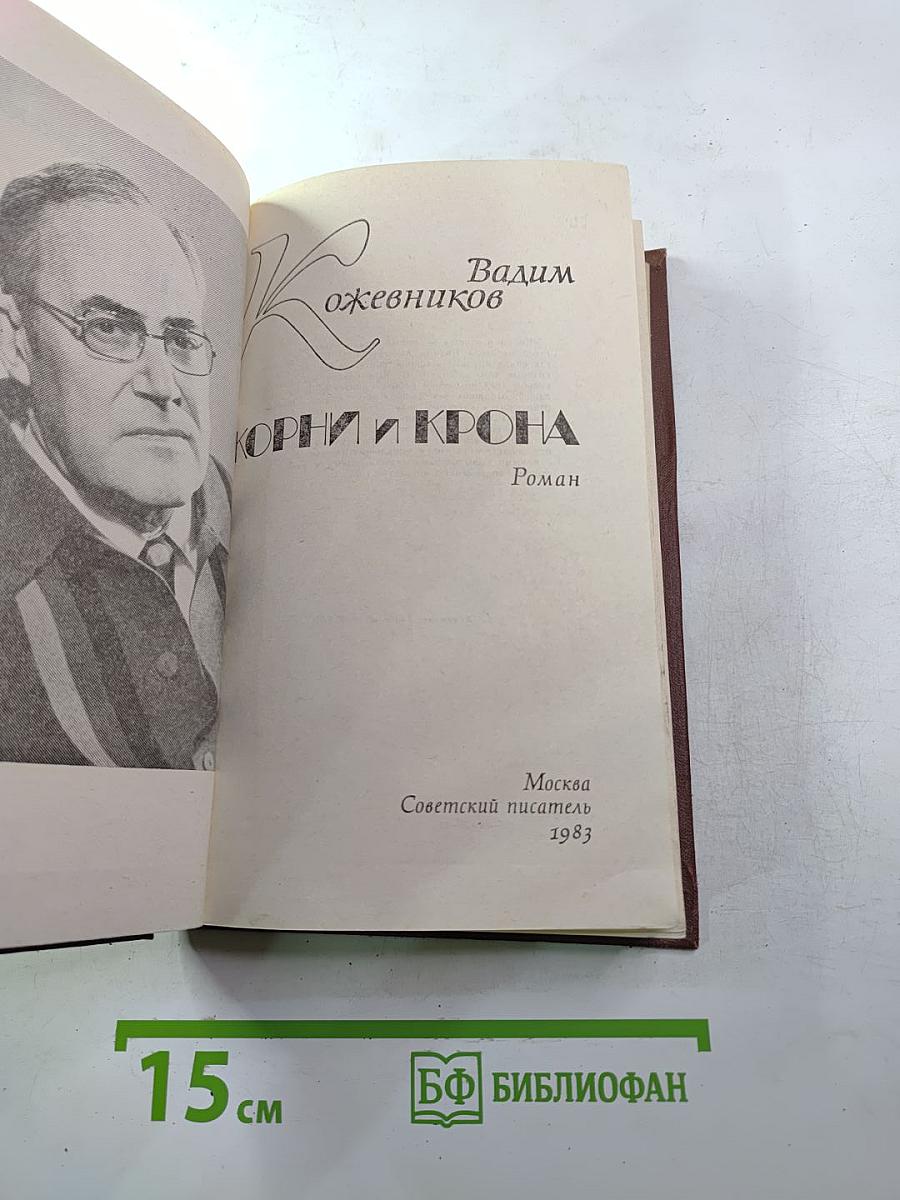 Вадим
Кожевников
КОРНИ и КРОНА
Роман
Москва
Советский писатель
1983
15 см
БФ БИБЛИОФАН